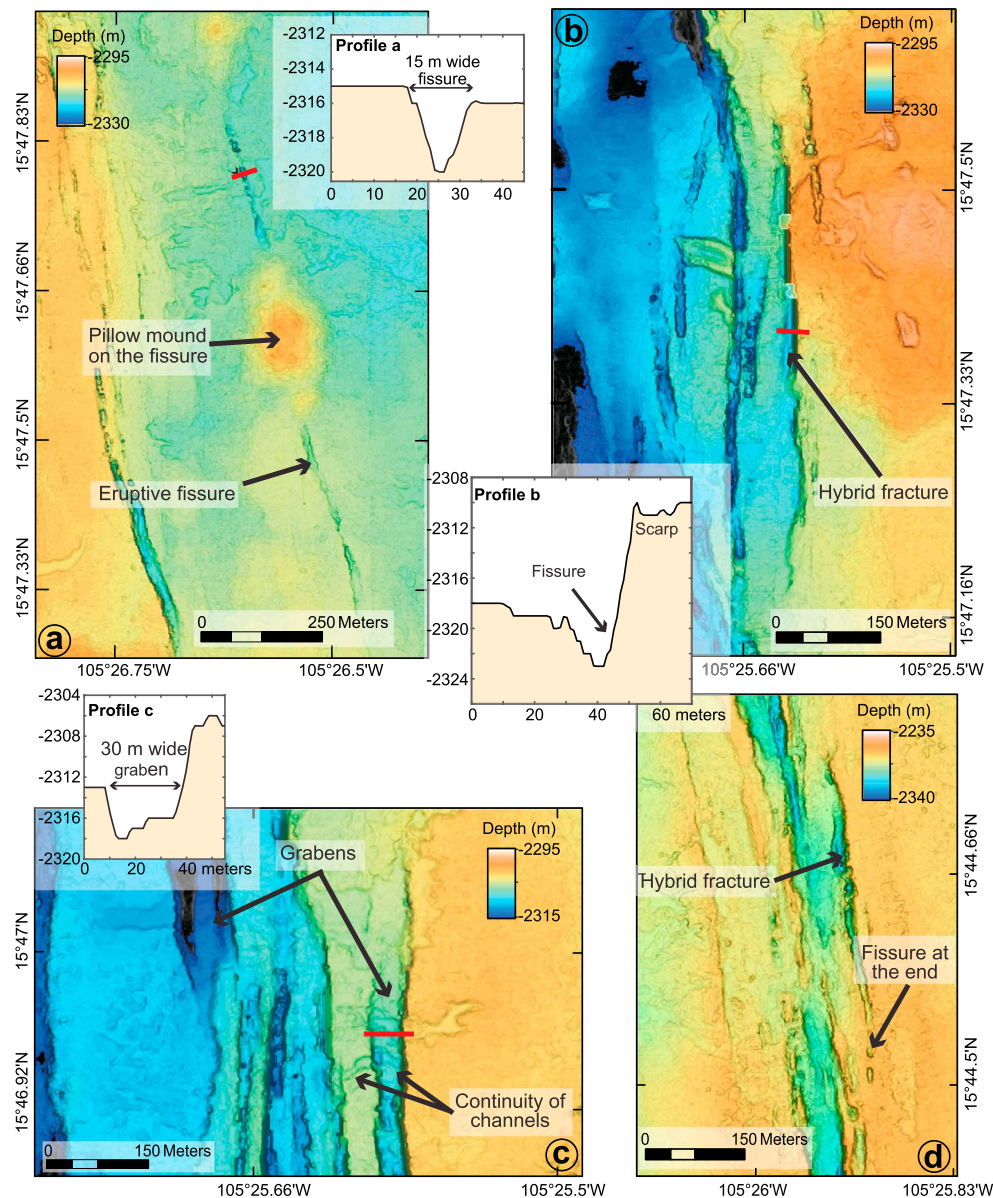 Depth (m)
-2295
-2330
15°47.83'N
15°47.66'N
15°47.5'N
15°47.33'N
Pillow mound
on the fissure
Eruptive fissure
0
250 Meters
a
105°26.75'W
105°26.5'W
-2312
-2314
-2316
-2318
-2320
Profile a
15 m wide
fissure
0
10
20
30
40
b
Depth (m)
-2295
-2330
15°47.5'N
15°47.33'N
15°47.16'N
Hybrid fracture
0
150 Meters
105°26.66'W
105°25.5'W
-2308
-2312
-2316
-2320
-2324
Profile b
Scarp
Fissure
0
20
40
60 meters
-2304
-2308
-2312
-2316
-2320
Profile c
30 m wide
graben
0
20
40 meters
Grabens
Depth (m)
-2295
-2315
15°47'N
15°46.92'N
Continuity of
channels
0
150 Meters
c
105°25.66'W
105°25.5'W
Depth (m)
-2235
-2340
15°44.66'N
15°44.5'N
Hybrid fracture
Fissure at
the end
0
150 Meters
d
105°26'W
105°25.83'W